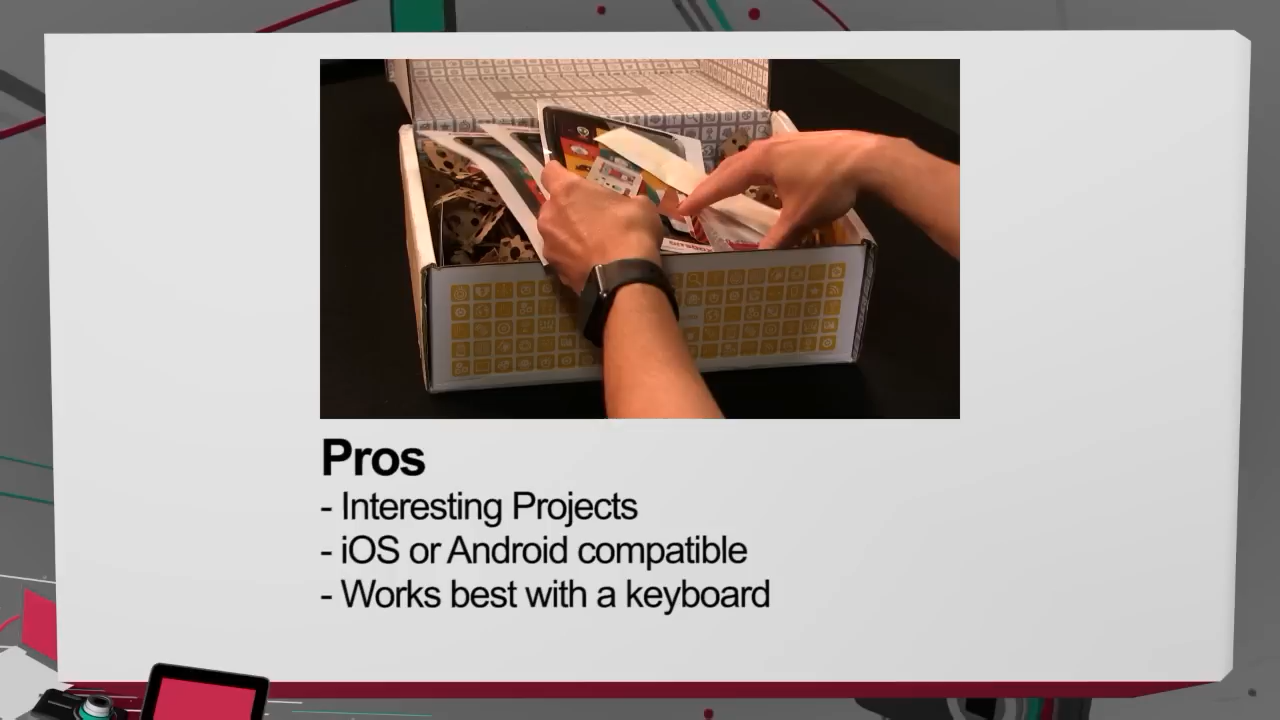 Pros
- Interesting Projects
- iOS or Android compatible
- Works best with a keyboard